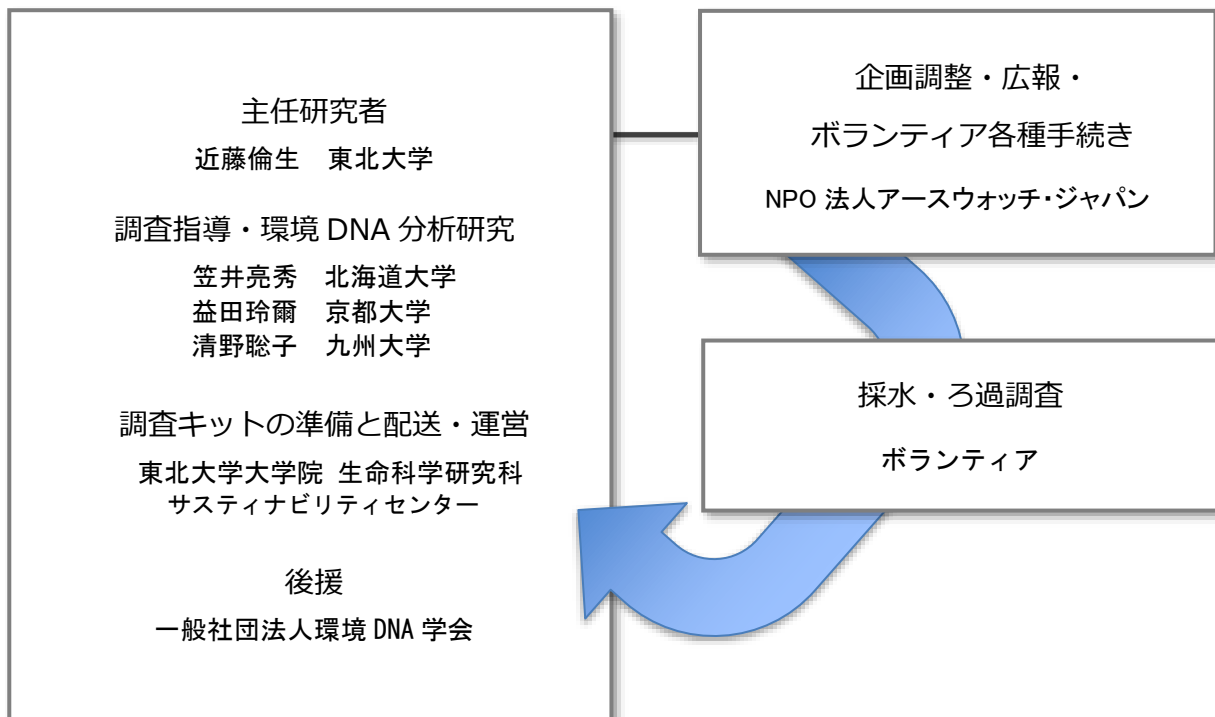 主任研究者
近藤倫生　東北大学
調査指導・環境 DNA 分析研究
笠井亮秀　北海道大学
益田玲爾　京都大学
清野聡子　九州大学
調査キットの準備と配送・運営
東北大学大学院 生命科学研究科
サスティナビリティセンター
後援
一般社団法人環境 DNA 学会
企画調整・広報・
ボランティア各種手続き
NPO 法人アースウォッチ・ジャパン
採水・ろ過調査
ボランティア